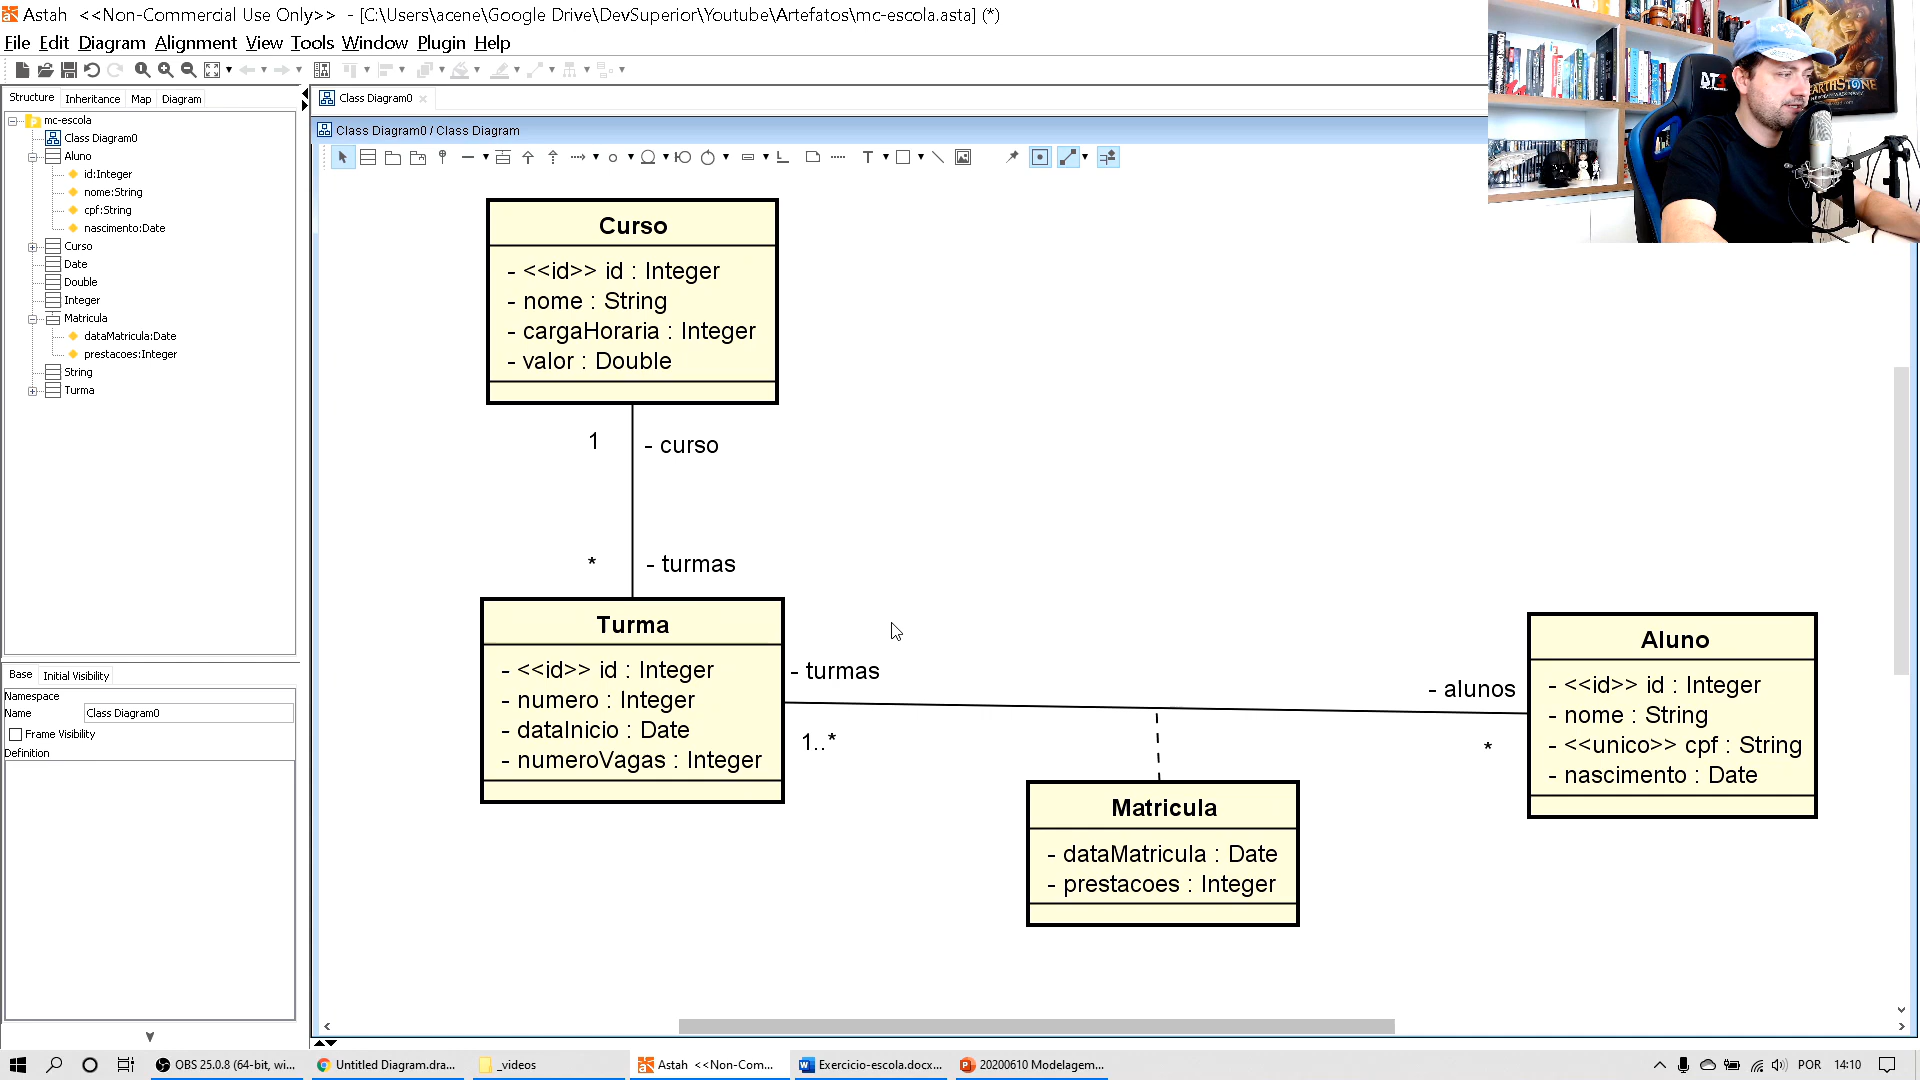 Astah <<Non-Commercial Use Only>> - [C:\Users\acene\Google Drive\DevSuperior\Youtube\Artefatos\mc-escola.asta] (*)
File Edit Diagram Alignment View Tools Window Plugin Help
Structure Inheritance Map Diagram
mc-escola
Class Diagram0
Aluno
id:Integer
nome:String
cpf:String
nascimento:Date
Curso
Date
Double
Integer
Matricula
dataMatricula:Date
prestacoes:Integer
String
Turma
Base Initial Visibility
Namespace
Name Class Diagram0
Frame Visibility
Definition
Class Diagram0
Class Diagram0 / Class Diagram
T
Curso
- <<id>> id : Integer
- nome : String
- cargaHoraria : Integer
- valor : Double
1 - curso
* - turmas
Turma
- <<id>> id : Integer
- numero : Integer
- dataInicio : Date
- numeroVagas : Integer
- turmas
1..*
- alunos
*
Matricula
- dataMatricula : Date
- prestacoes : Integer
Aluno
- <<id>> id : Integer
- nome : String
- <<unico>> cpf : String
- nascimento : Date
OBS 25.0.8 (64-bit, wi... Untitled Diagram.dra... _videos Astah <<Non-Com... Exercicio-escola.docx... 20200610 Modelagem... POR 14:10